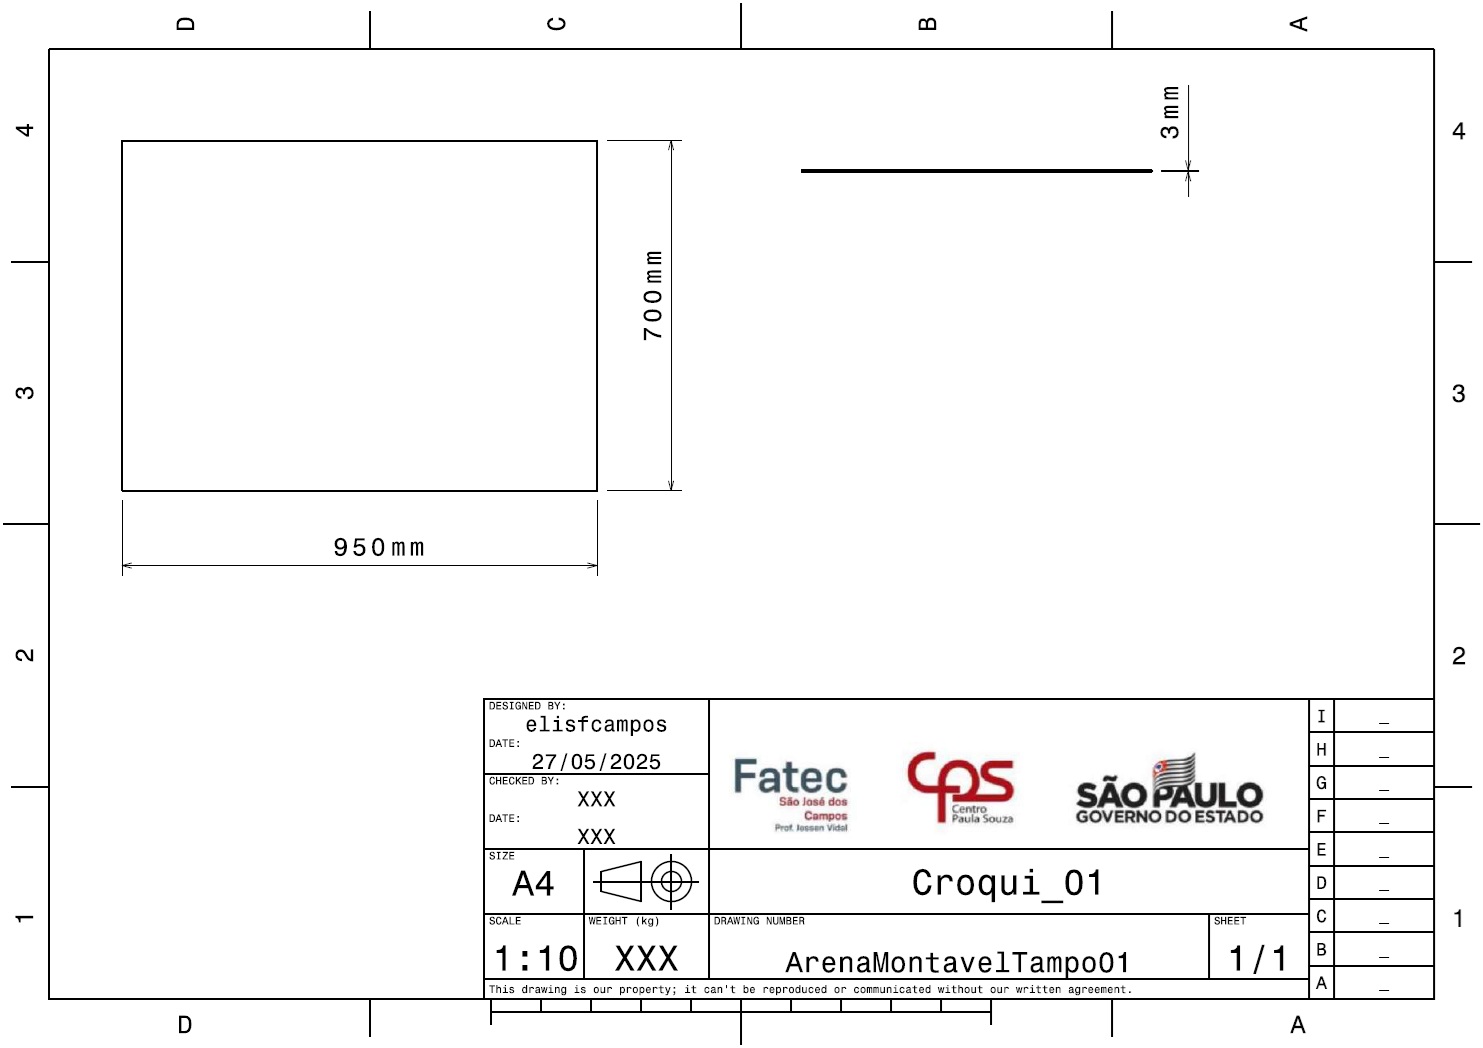 D C B A
4 4
3mm
700mm
3 3
950mm
2 2
DESIGNED BY:
elisfcampos
DATE:
27/05/2025
CHECKED BY:
XXX
DATE:
XXX
Fatec
São José dos
Campos
Prof. Jessen Vidal
CPS
Centro
Paula Souza
SÃO PAULO
GOVERNO DO ESTADO
I _
H _
G _
F _
E _
D _
C _
B _
A _
SIZE
A4
Croqui_01
SCALE
1:10
WEIGHT (kg)
XXX
DRAWING NUMBER
ArenaMontavelTampo01
SHEET
1/1
This drawing is our property; it can't be reproduced or communicated without our written agreement.
1 1
D A